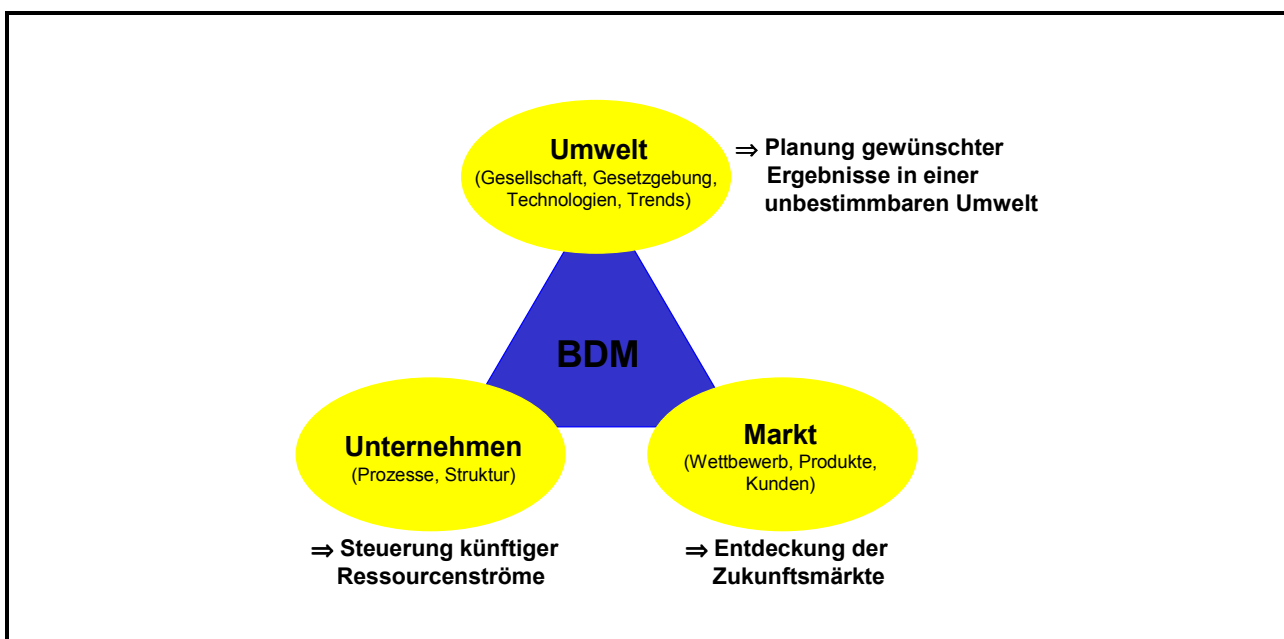 Umwelt
(Gesellschaft, Gesetzgebung,
Technologien, Trends)
⇒ Planung gewünschter
Ergebnisse in einer
unbestimmbaren Umwelt
BDM
Unternehmen
(Prozesse, Struktur)
⇒ Steuerung künftiger
Ressourcenströme
Markt
(Wettbewerb, Produkte,
Kunden)
⇒ Entdeckung der
Zukunftsmärkte